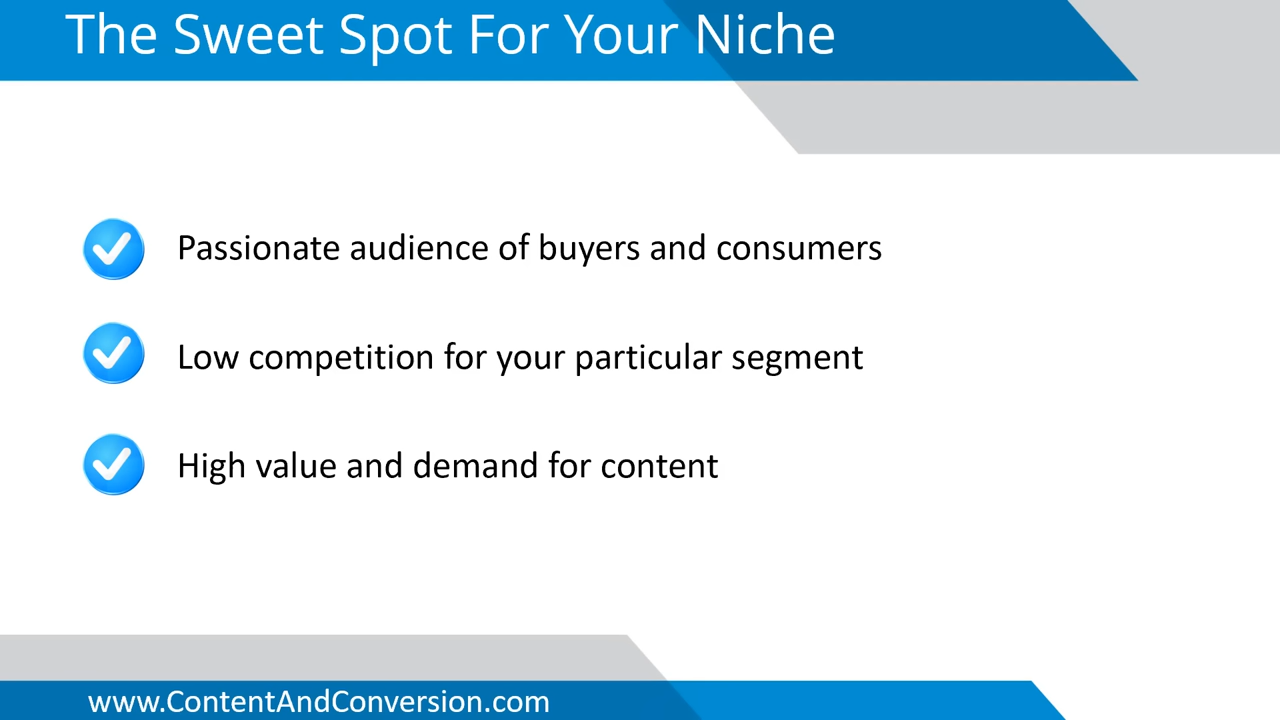 The Sweet Spot For Your Niche
Passionate audience of buyers and consumers
Low competition for your particular segment
High value and demand for content
www.ContentAndConversion.com